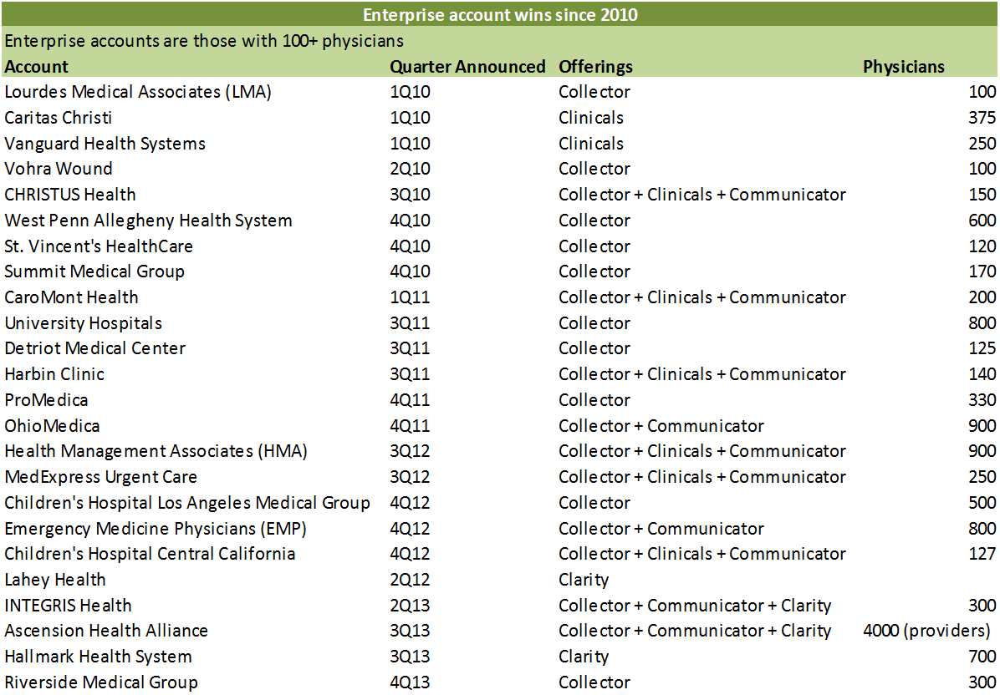 Enterprise account wins since 2010
Enterprise accounts are those with 100+ physicians
Account Quarter Announced Offerings Physicians
Lourdes Medical Associates (LMA) 1Q10 Collector 100
Caritas Christi 1Q10 Clinicals 375
Vanguard Health Systems 1Q10 Clinicals 250
Vohra Wound 2Q10 Collector 100
CHRISTUS Health 3Q10 Collector + Clinicals + Communicator 150
West Penn Allegheny Health System 4Q10 Collector 600
St. Vincent's HealthCare 4Q10 Collector 120
Summit Medical Group 4Q10 Collector 170
CaroMont Health 1Q11 Collector + Clinicals + Communicator 200
University Hospitals 3Q11 Collector 800
Detriot Medical Center 3Q11 Collector 125
Harbin Clinic 3Q11 Collector + Clinicals + Communicator 140
ProMedica 4Q11 Collector 330
OhioMedica 4Q11 Collector + Communicator 900
Health Management Associates (HMA) 3Q12 Collector + Clinicals + Communicator 900
MedExpress Urgent Care 3Q12 Collector + Clinicals + Communicator 250
Children's Hospital Los Angeles Medical Group 4Q12 Collector 500
Emergency Medicine Physicians (EMP) 4Q12 Collector + Communicator 800
Children's Hospital Central California 4Q12 Collector + Clinicals + Communicator 127
Lahey Health 2Q12 Clarity
INTEGRIS Health 2Q13 Collector + Communicator + Clarity 300
Ascension Health Alliance 3Q13 Collector + Communicator + Clarity 4000 (providers)
Hallmark Health System 3Q13 Clarity 700
Riverside Medical Group 4Q13 Collector 300